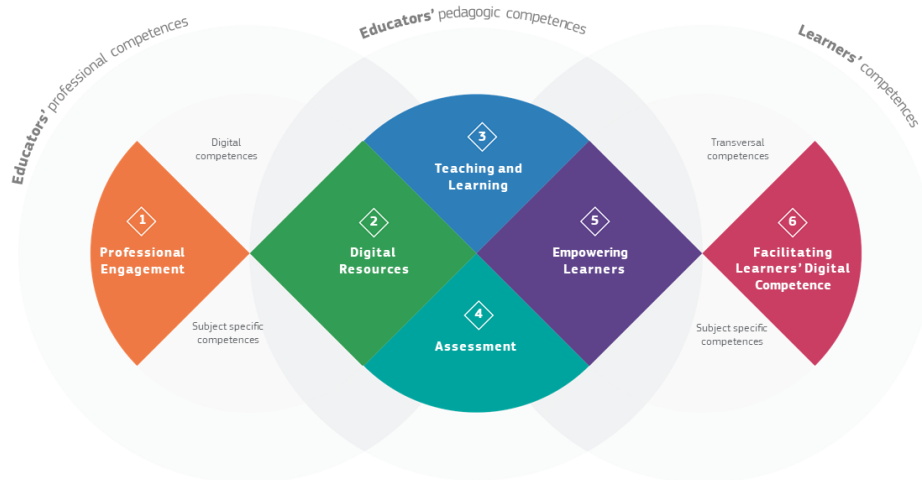 Educators' professional competences
Educators' pedagogic competences
Learners' competences
Digital
competences
Transversal
competences
1
Professional
Engagement
2
Digital
Resources
3
Teaching and
Learning
4
Assessment
5
Empowering
Learners
6
Facilitating
Learners' Digital
Competence
Subject specific
competences
Subject specific
competences